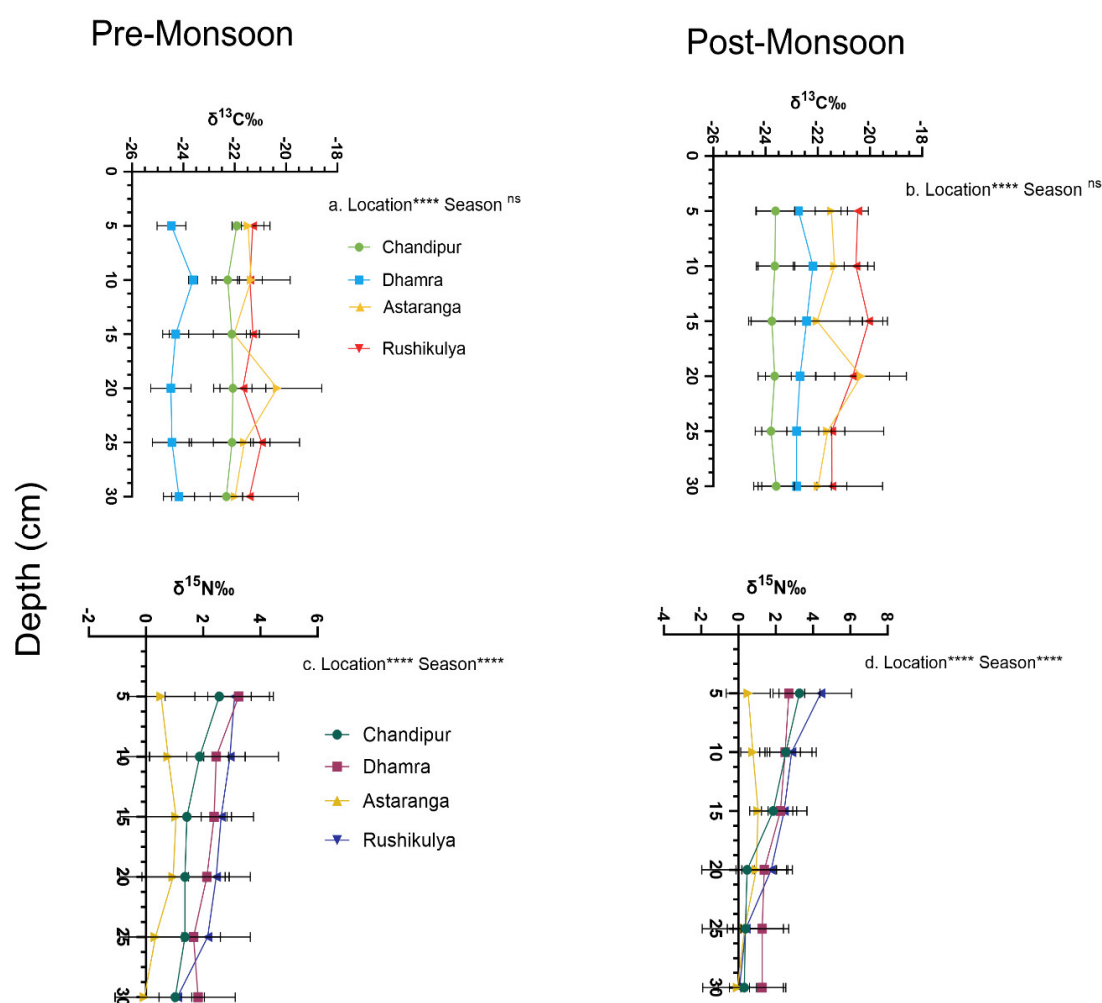 Pre-Monsoon
Post-Monsoon
δ13C‰
-26 -24 -22 -20 -18
0
5
10
15
20
25
30
a. Location**** Season ns
Chandipur
Dhamra
Astaranga
Rushikulya
δ13C‰
-26 -24 -22 -20 -18
0
5
10
15
20
25
30
b. Location**** Season ns
Depth (cm)
δ15N‰
-2 0 2 4 6
5
10
15
20
25
30
c. Location**** Season****
Chandipur
Dhamra
Astaranga
Rushikulya
δ15N‰
-4 -2 0 2 4 6 8
5
10
15
20
25
30
d. Location**** Season****